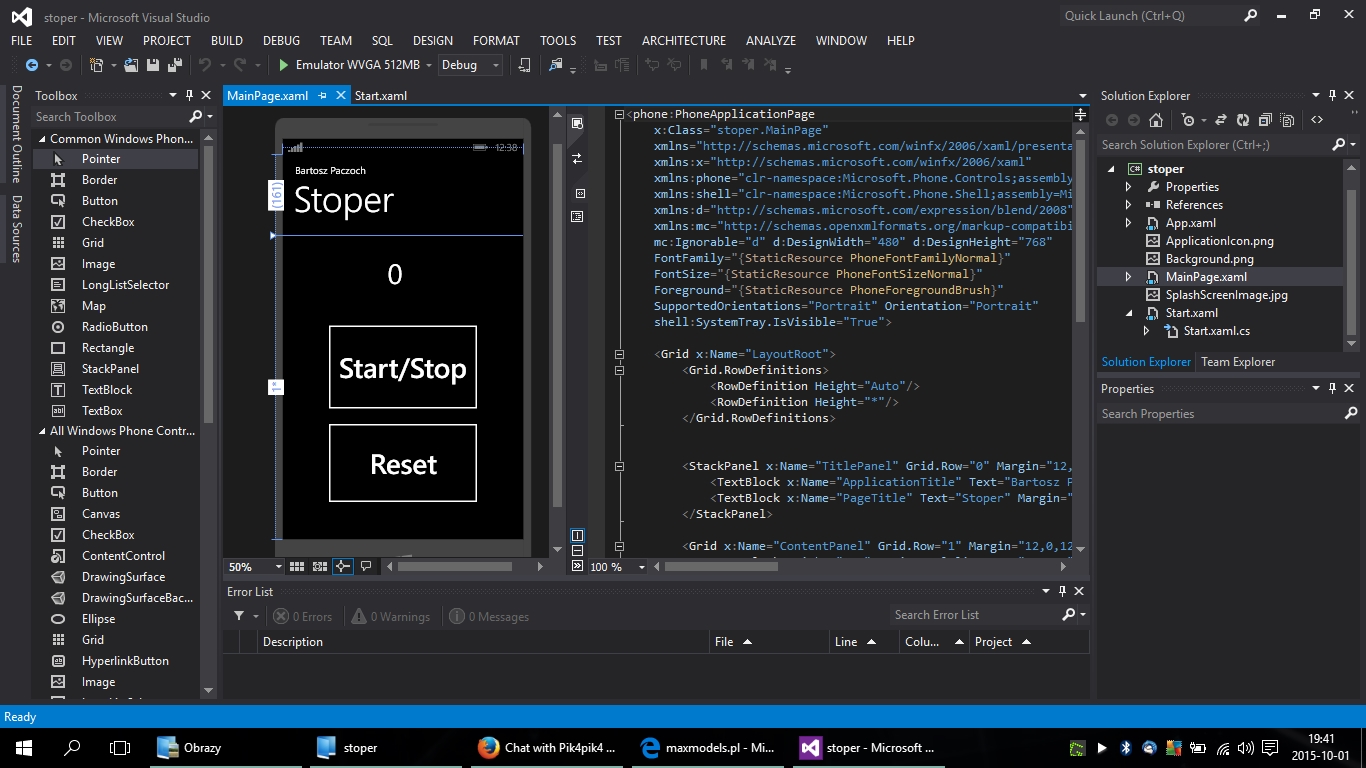 stoper - Microsoft Visual Studio
Quick Launch (Ctrl+Q)
FILE EDIT VIEW PROJECT BUILD DEBUG TEAM SQL DESIGN FORMAT TOOLS TEST ARCHITECTURE ANALYZE WINDOW HELP
Emulator WVGA 512MB Debug
Document Outline
Data Sources
Toolbox
Search Toolbox
Common Windows Phon...
Pointer
Border
Button
CheckBox
Grid
Image
LongListSelector
Map
RadioButton
Rectangle
StackPanel
TextBlock
TextBox
All Windows Phone Contr...
Pointer
Border
Button
Canvas
CheckBox
ContentControl
DrawingSurface
DrawingSurfaceBac...
Ellipse
Grid
HyperlinkButton
Image
MainPage.xaml Start.xaml
12:38
Bartosz Paczoch
Stoper
(161)
0
Start/Stop
1*
Reset
50%
<phone:PhoneApplicationPage
x:Class="stoper.MainPage"
xmlns="http://schemas.microsoft.com/winfx/2006/xaml/presenta
xmlns:x="http://schemas.microsoft.com/winfx/2006/xaml"
xmlns:phone="clr-namespace:Microsoft.Phone.Controls;assembly
xmlns:shell="clr-namespace:Microsoft.Phone.Shell;assembly=Mi
xmlns:d="http://schemas.microsoft.com/expression/blend/2008"
xmlns:mc="http://schemas.openxmlformats.org/markup-compatibi
mc:Ignorable="d" d:DesignWidth="480" d:DesignHeight="768"
FontFamily="{StaticResource PhoneFontFamilyNormal}"
FontSize="{StaticResource PhoneFontSizeNormal}"
Foreground="{StaticResource PhoneForegroundBrush}"
SupportedOrientations="Portrait" Orientation="Portrait"
shell:SystemTray.IsVisible="True">
<Grid x:Name="LayoutRoot">
<Grid.RowDefinitions>
<RowDefinition Height="Auto"/>
<RowDefinition Height="*"/>
</Grid.RowDefinitions>
<StackPanel x:Name="TitlePanel" Grid.Row="0" Margin="12,
<TextBlock x:Name="ApplicationTitle" Text="Bartosz P
<TextBlock x:Name="PageTitle" Text="Stoper" Margin="
</StackPanel>
<Grid x:Name="ContentPanel" Grid.Row="1" Margin="12,0,12
100 %
Error List
0 Errors 0 Warnings 0 Messages
Search Error List
Description File Line Colu... Project
Solution Explorer
Search Solution Explorer (Ctrl+;)
stoper
Properties
References
App.xaml
ApplicationIcon.png
Background.png
MainPage.xaml
SplashScreenImage.jpg
Start.xaml
Start.xaml.cs
Solution Explorer Team Explorer
Properties
Search Properties
Ready
Obrazy
stoper
Chat with Pik4pik4 ...
maxmodels.pl - Mi...
stoper - Microsoft ...
19:41
2015-10-01